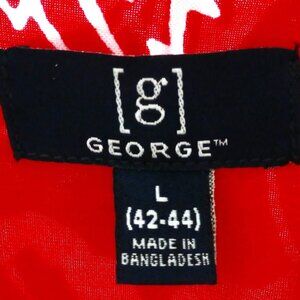 [g]
GEORGE™
L
(42-44)
MADE IN
BANGLADESH